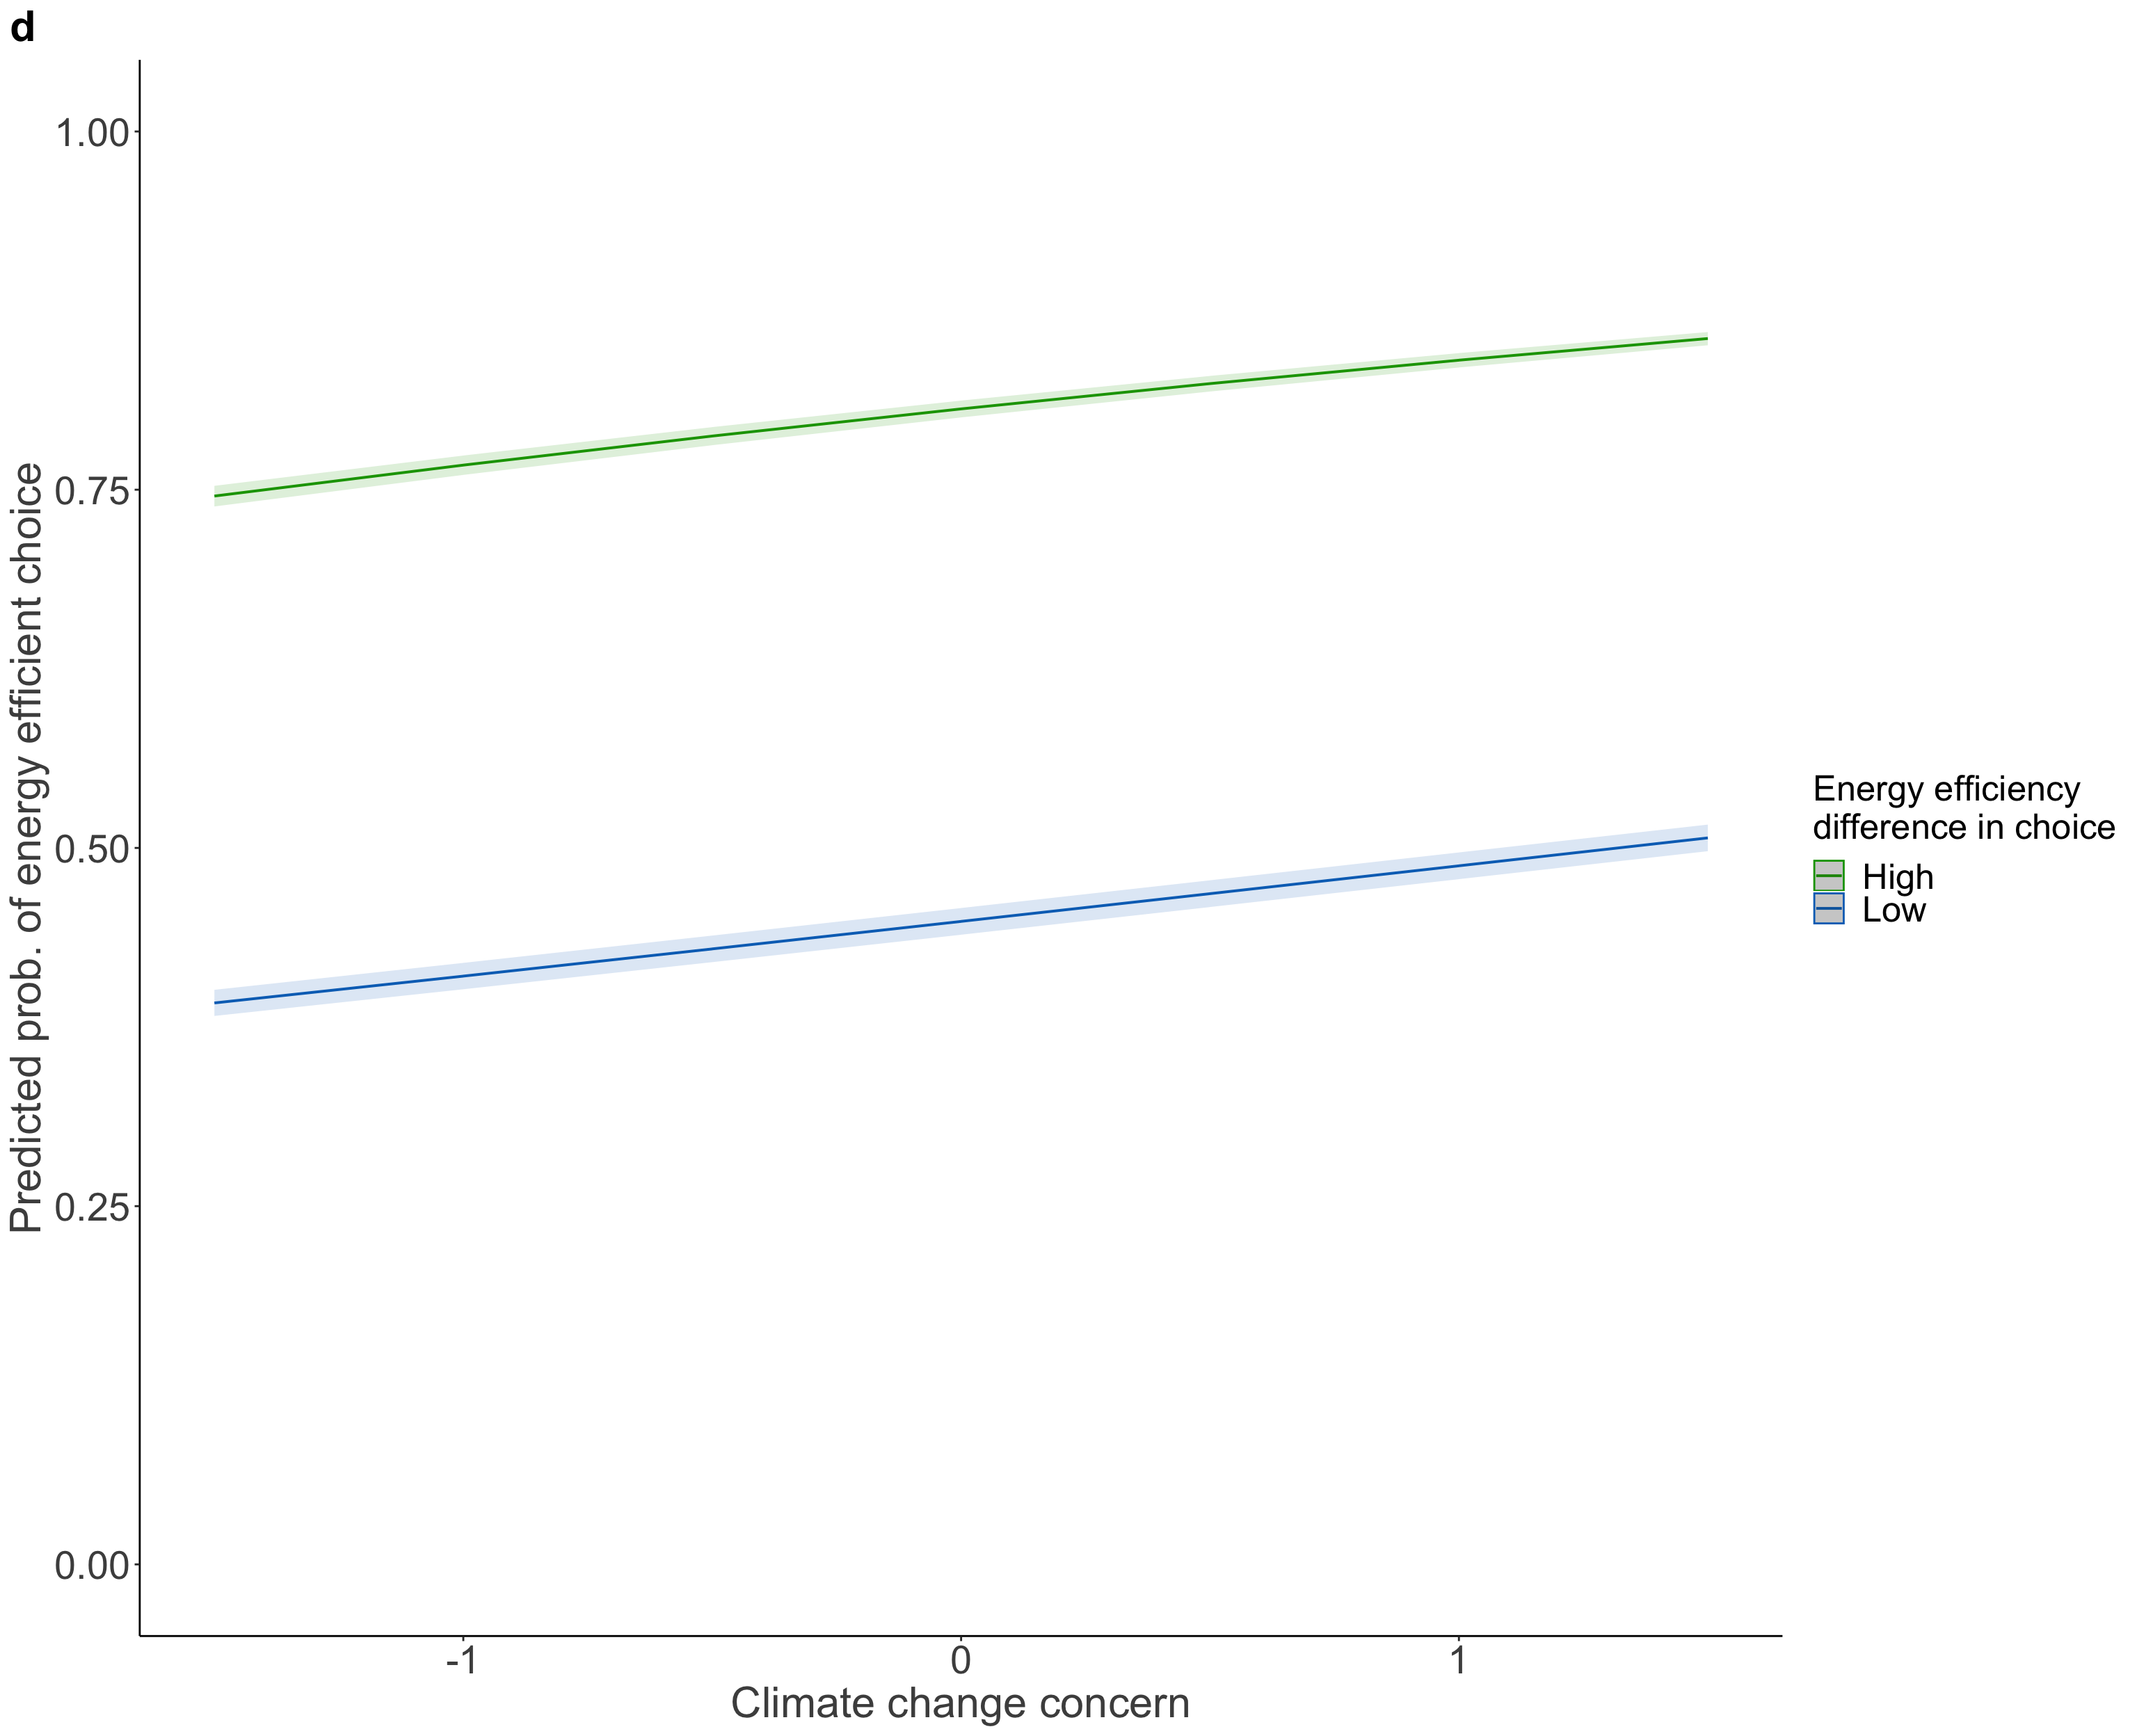 d
1.00
0.75
0.50
0.25
0.00
Predicted prob. of energy efficient choice
-1
0
1
Climate change concern
Energy efficiency
difference in choice
High
Low